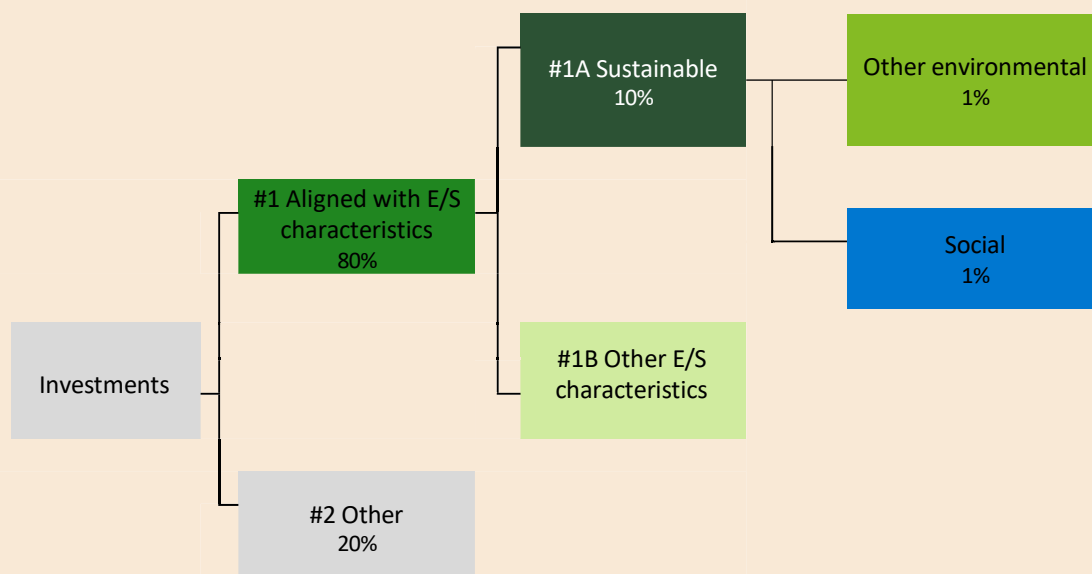 #1A Sustainable
10%
Other environmental
1%
#1 Aligned with E/S
characteristics
80%
Social
1%
Investments
#1B Other E/S
characteristics
#2 Other
20%